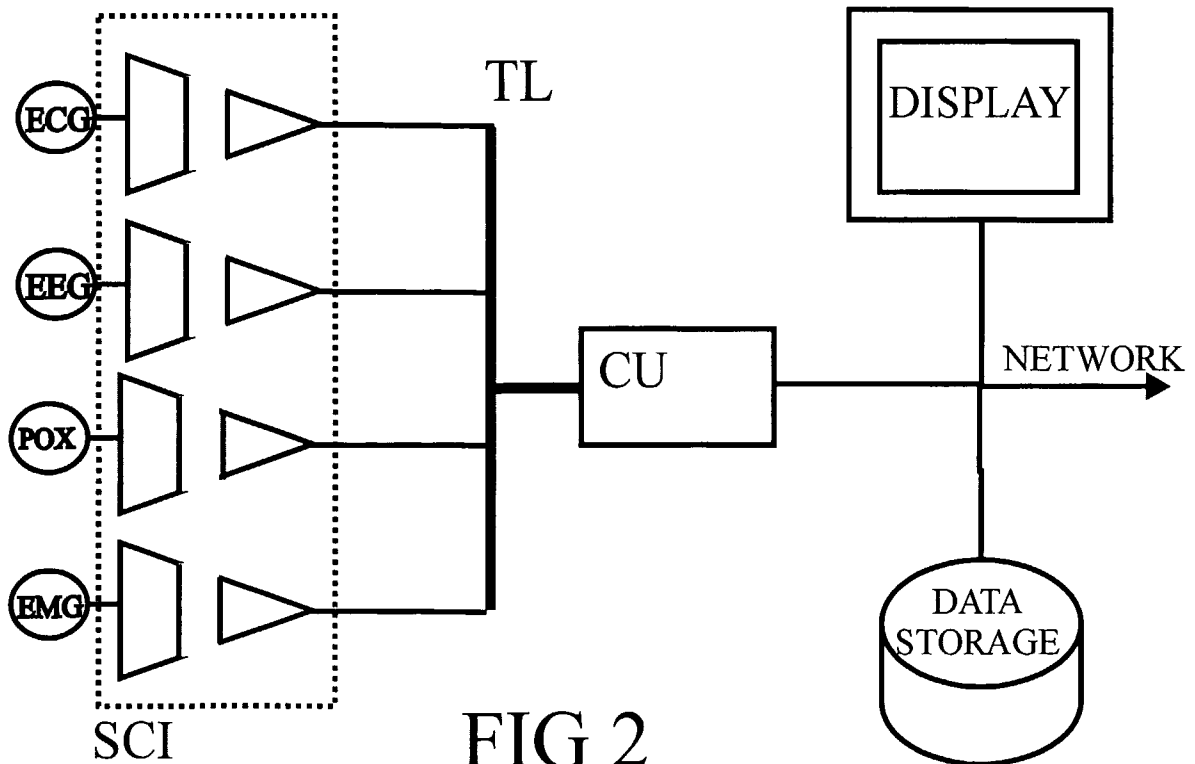 ECG
TL
DISPLAY
EEG
CU
NETWORK
POX
EMG
DATA
STORAGE
SCI
FIG 2